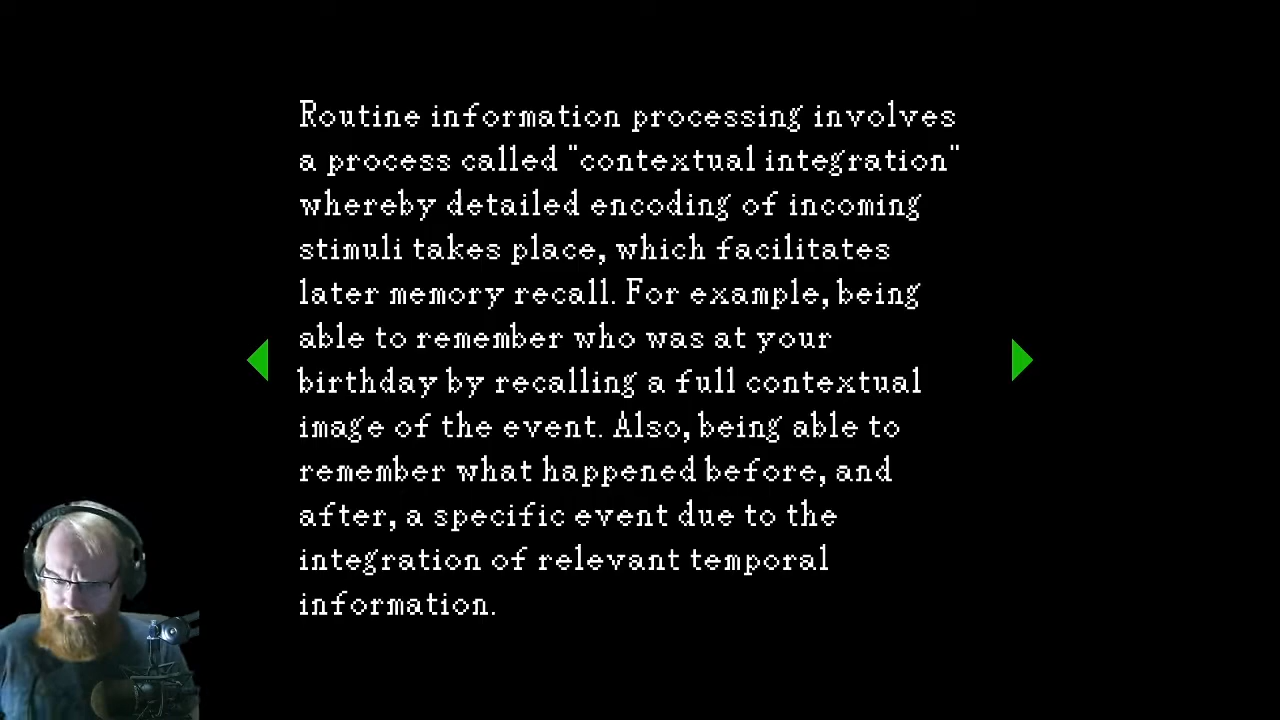 Routine information processing involves
a process called "contextual integration"
whereby detailed encoding of incoming
stimuli takes place, which facilitates
later memory recall. For example, being
able to remember who was at your
birthday by recalling a full contextual
image of the event. Also, being able to
remember what happened before, and
after, a specific event due to the
integration of relevant temporal
information.